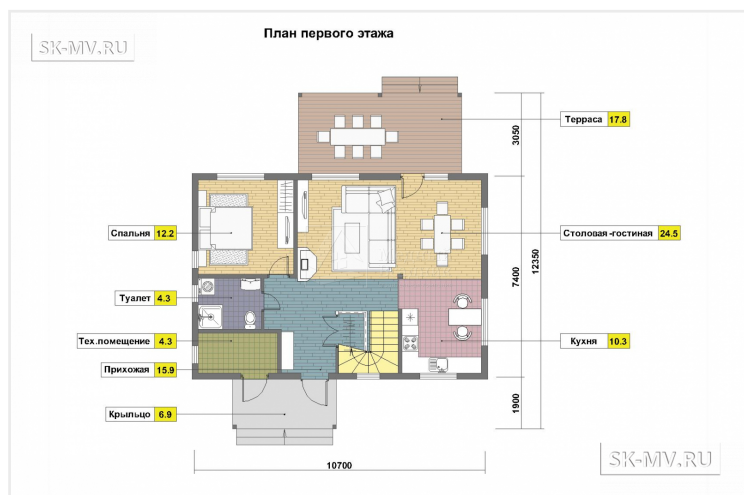 План первого этажа
SK-MV.RU
Терраса 17.8
3050
Спальня 12.2
Столовая-гостиная 24.5
7400
12350
Туалет 4.3
Тех.помещение 4.3
Кухня 10.3
Прихожая 15.9
Крыльцо 6.9
1900
10700
SK-MV.RU